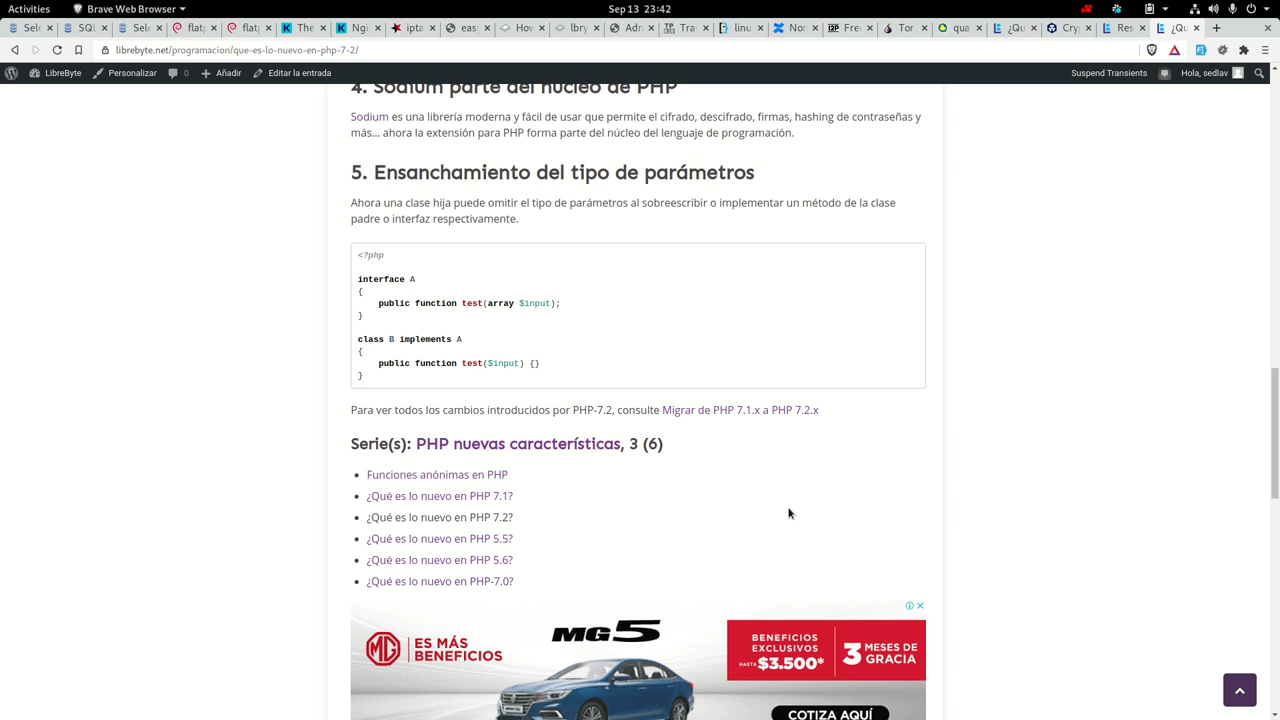 Activities
Brave Web Browser
Sep 13 23:42
librebyte.net/programacion/que-es-lo-nuevo-en-php-7-2/
LibreByte
Personalizar
0
Añadir
Editar la entrada
Suspend Transients
Hola, sedlav
4. Sodium parte del núcleo de PHP
Sodium es una librería moderna y fácil de usar que permite el cifrado, descifrado, firmas, hashing de contraseñas y
más... ahora la extensión para PHP forma parte del núcleo del lenguaje de programación.
5. Ensanchamiento del tipo de parámetros
Ahora una clase hija puede omitir el tipo de parámetros al sobreescribir o implementar un método de la clase
padre o interfaz respectivamente.
<?php
interface A
{
public function test(array $input);
}
class B implements A
{
public function test($input) {}
}
Para ver todos los cambios introducidos por PHP-7.2, consulte Migrar de PHP 7.1.x a PHP 7.2.x
Serie(s): PHP nuevas características, 3 (6)
Funciones anónimas en PHP
¿Qué es lo nuevo en PHP 7.1?
¿Qué es lo nuevo en PHP 7.2?
¿Qué es lo nuevo en PHP 5.5?
¿Qué es lo nuevo en PHP 5.6?
¿Qué es lo nuevo en PHP-7.0?
MG
ES MÁS
BENEFICIOS
MG5
BENEFICIOS
EXCLUSIVOS
HASTA $3.500*
3 MESES DE
GRACIA
COTIZA AQUÍ